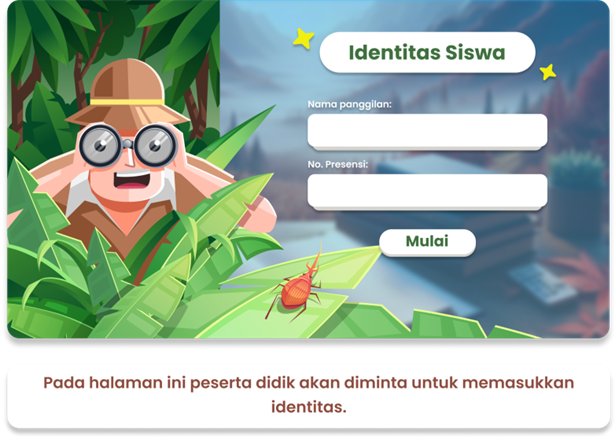 Identitas Siswa
Nama panggilan:
No. Presensi:
Mulai
Pada halaman ini peserta didik akan diminta untuk memasukkan
identitas.